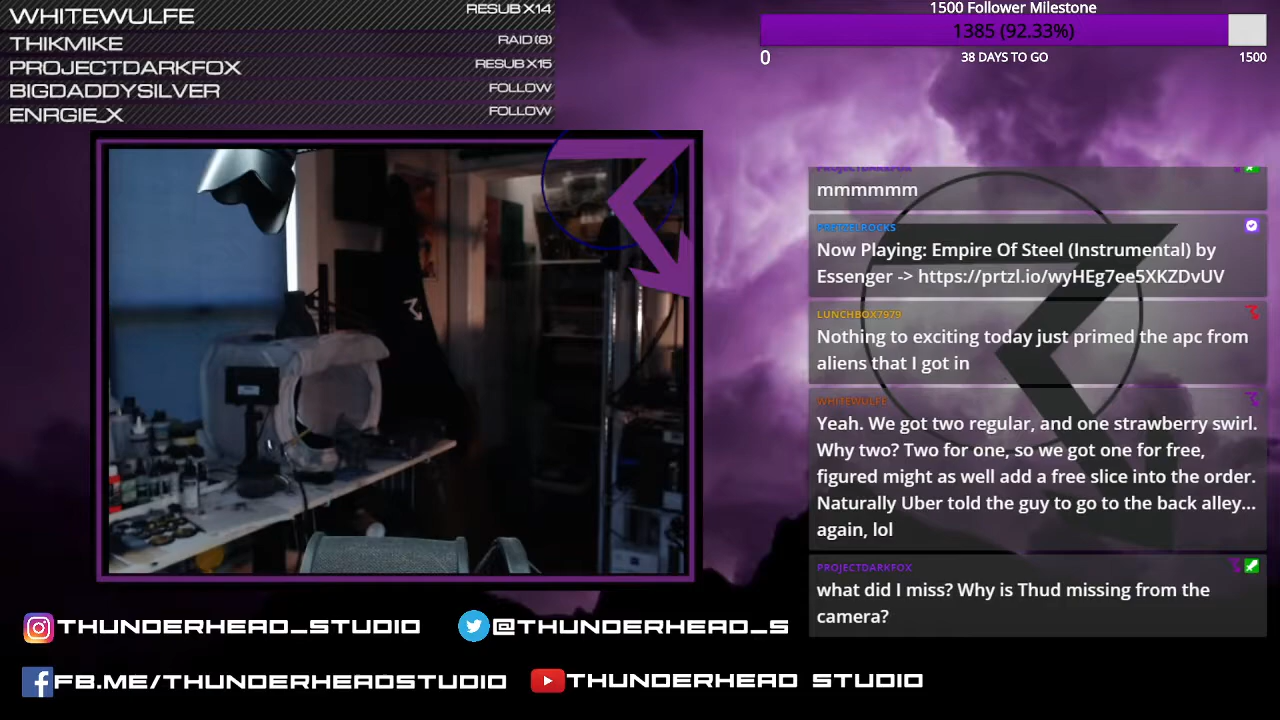 WHITEWULFE RESUB X14
THIKMIKE RAID (8)
PROJECTDARKFOX RESUB X15
BIGDADDYSILVER FOLLOW
ENRGIE_X FOLLOW
1500 Follower Milestone
1385 (92.33%)
0 38 DAYS TO GO 1500
PROJECTDARKFOX
mmmmmm
PRETZELROCKS
Now Playing: Empire Of Steel (Instrumental) by
Essenger -> https://prtzl.io/wyHEg7ee5XKZDvUV
LUNCHBOX7979
Nothing to exciting today just primed the apc from
aliens that I got in
WHITEWULFE
Yeah. We got two regular, and one strawberry swirl.
Why two? Two for one, so we got one for free,
figured might as well add a free slice into the order.
Naturally Uber told the guy to go to the back alley...
again, lol
PROJECTDARKFOX
what did I miss? Why is Thud missing from the
camera?
THUNDERHEAD_STUDIO @THUNDERHEAD_S
FB.ME/THUNDERHEADSTUDIO THUNDERHEAD STUDIO